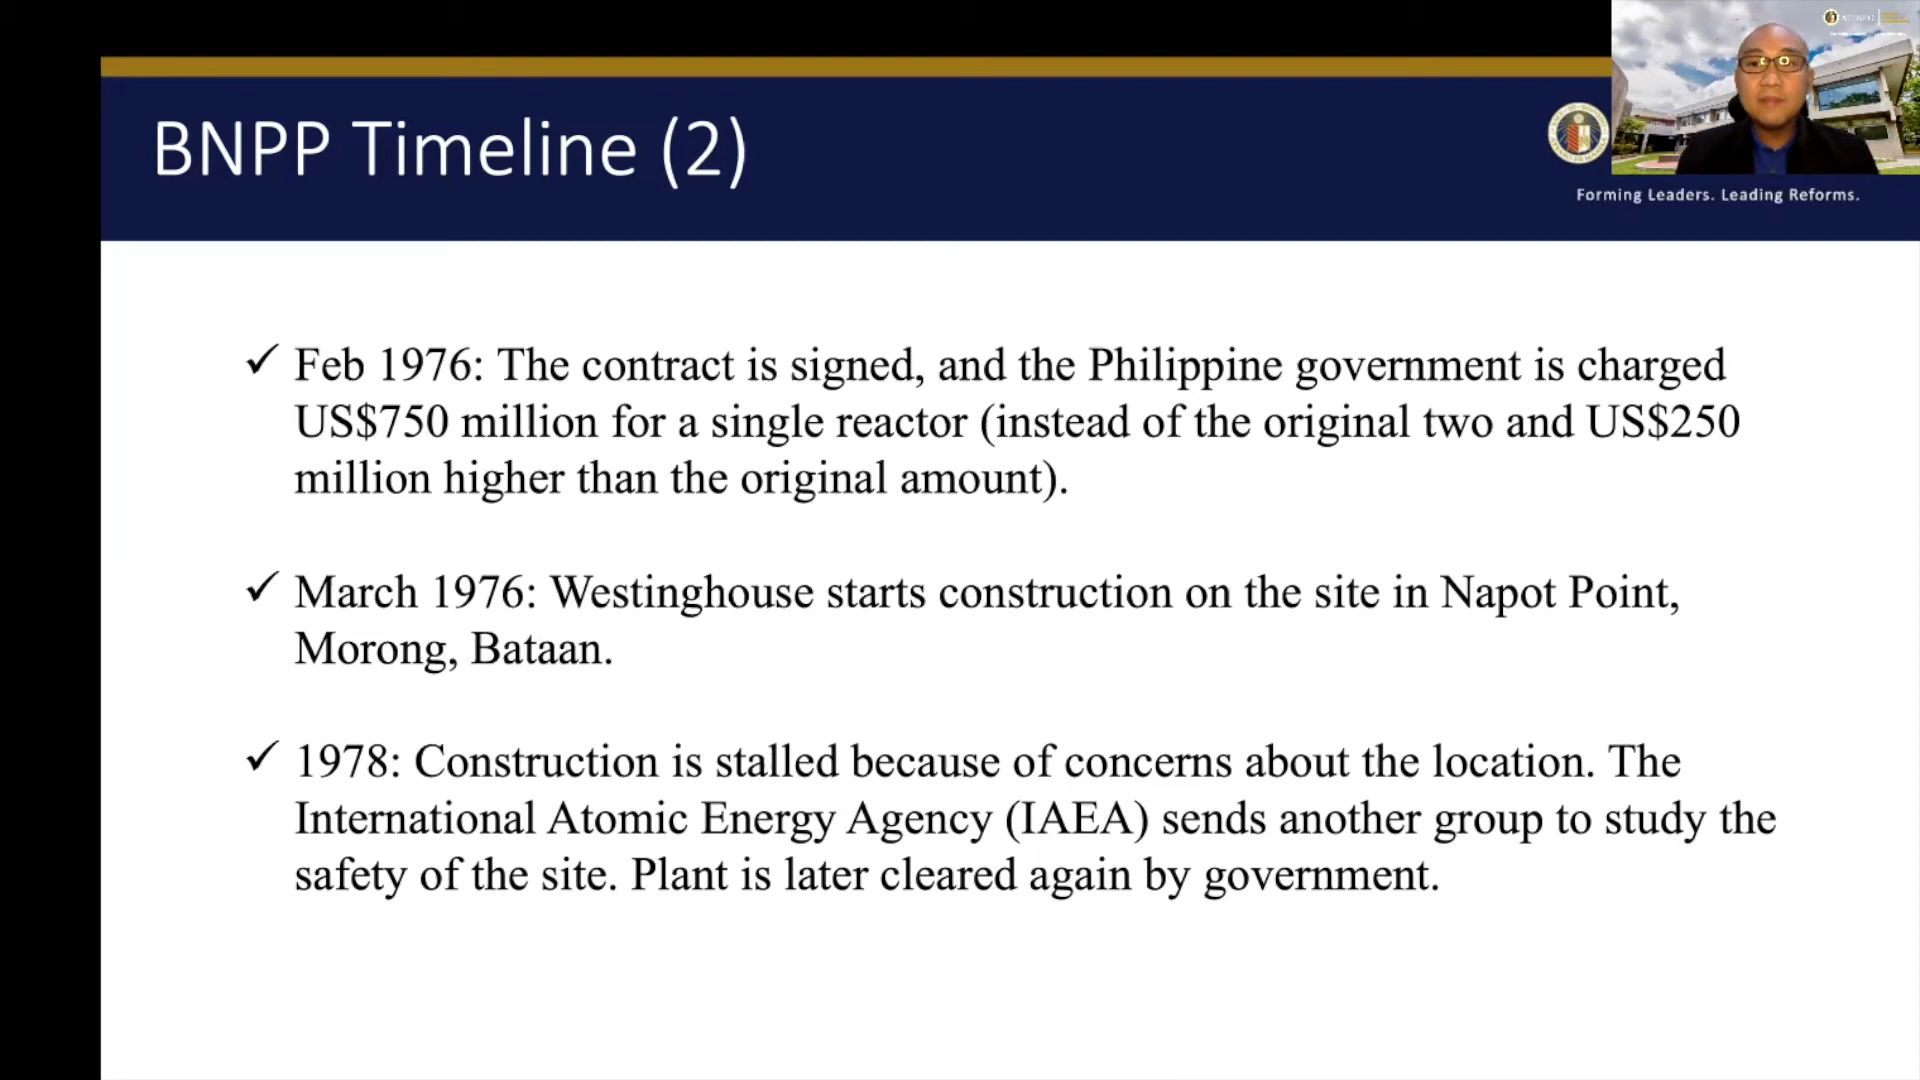 BNPP Timeline (2)
Forming Leaders. Leading Reforms.
✓ Feb 1976: The contract is signed, and the Philippine government is charged
US$750 million for a single reactor (instead of the original two and US$250
million higher than the original amount).
✓ March 1976: Westinghouse starts construction on the site in Napot Point,
Morong, Bataan.
✓ 1978: Construction is stalled because of concerns about the location. The
International Atomic Energy Agency (IAEA) sends another group to study the
safety of the site. Plant is later cleared again by government.